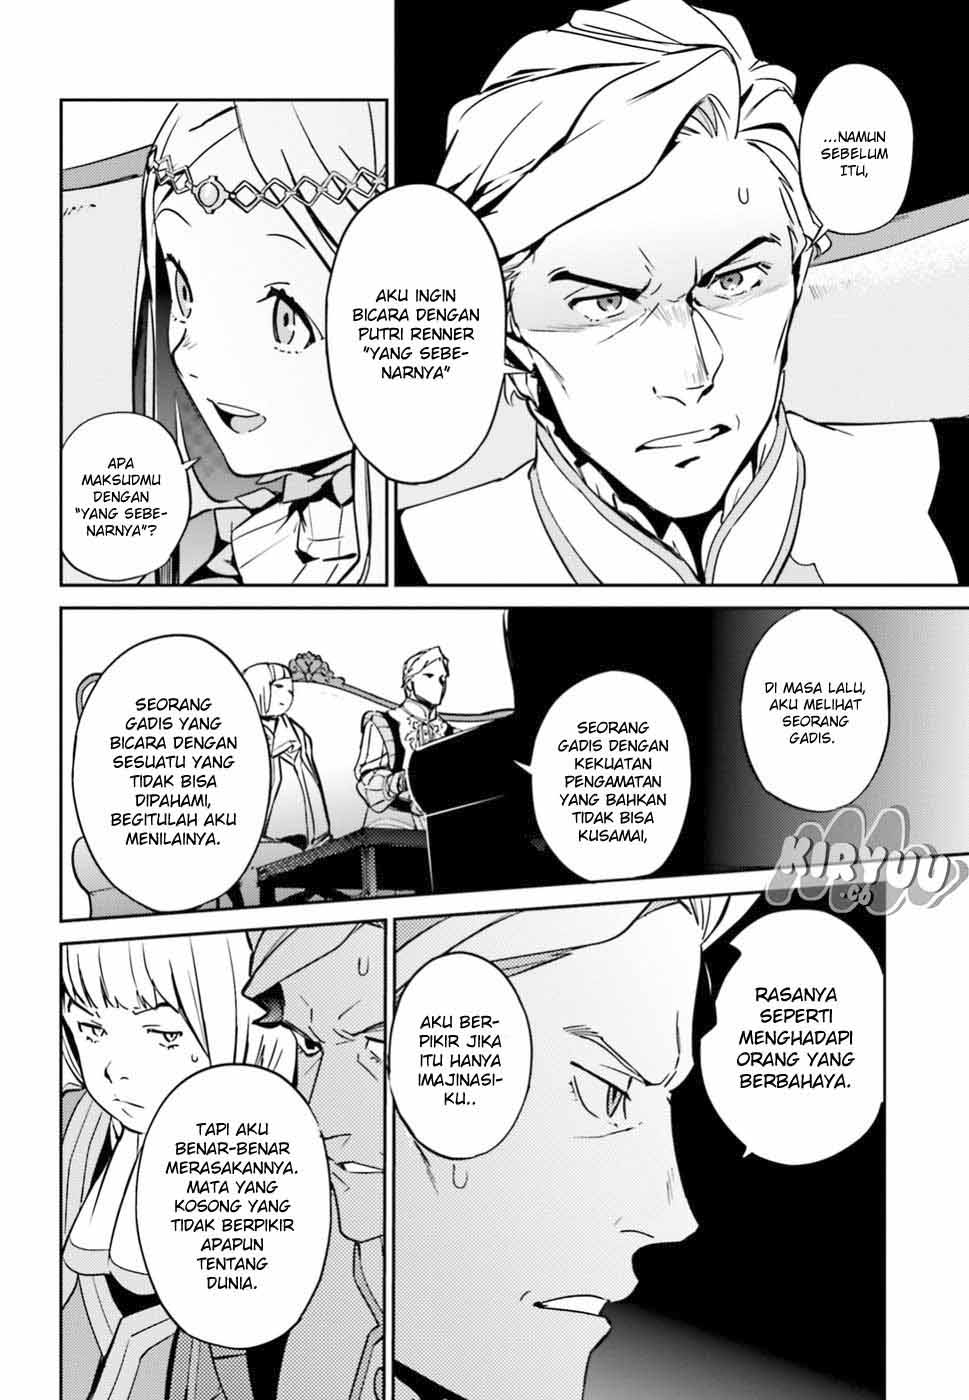 ...NAMUN
SEBELUM
ITU,
AKU INGIN
BICARA DENGAN
PUTRI RENNER
"YANG SEBE-
NARNYA"
APA
MAKSUDMU
DENGAN
"YANG SEBE-
NARNYA"?
DI MASA LALU,
AKU MELIHAT
SEORANG
GADIS.
SEORANG
GADIS DENGAN
KEKUATAN
PENGAMATAN
YANG BAHKAN
TIDAK BISA
KUSAMAI,
SEORANG
GADIS YANG
BICARA DENGAN
SESUATU YANG
TIDAK BISA
DIPAHAMI,
BEGITULAH AKU
MENILAINYA.
KIRYUU
.CO
RASANYA
SEPERTI
MENGHADAPI
ORANG YANG
BERBAHAYA.
AKU BER-
PIKIR JIKA
ITU HANYA
IMAJINASI-
KU..
TAPI AKU
BENAR-BENAR
MERASAKANNYA.
MATA YANG
KOSONG YANG
TIDAK BERPIKIR
APAPUN
TENTANG
DUNIA.